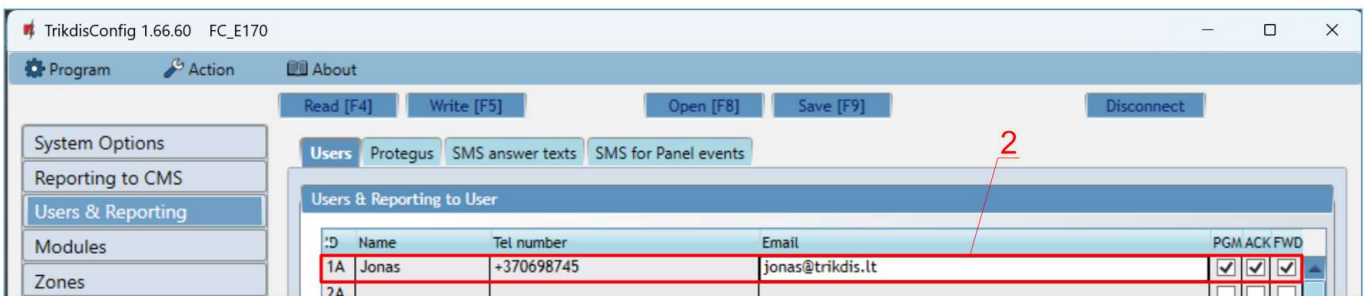 TrikdisConfig 1.66.60 FC_E170
Program Action About
Read [F4] Write [F5] Open [F8] Save [F9] Disconnect
System Options
Reporting to CMS
Users & Reporting
Modules
Zones
Users Protegus SMS answer texts SMS for Panel events
2
Users & Reporting to User
ID Name Tel number Email PGM ACK FWD
1A Jonas +370698745 jonas@trikdis.lt
2A